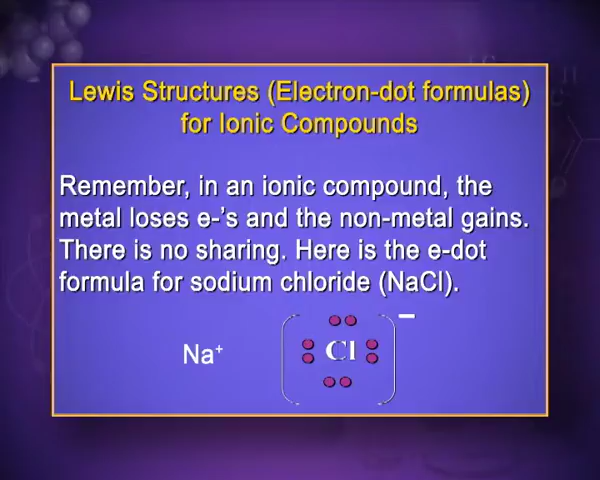 Lewis Structures (Electron-dot formulas)
for Ionic Compounds
Remember, in an ionic compound, the
metal loses e-'s and the non-metal gains.
There is no sharing. Here is the e-dot
formula for sodium chloride (NaCl).
Na⁺ [Cl]⁻